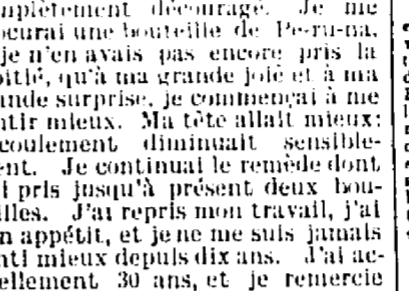 mplètement découragé. Je me
ocurai une bouteille de Pe-ru-na.
je n'en avais pas encore pris la
oitié, qu'à ma grande joie et à ma
ande surprise, je commençai à me
ntir mieux. Ma tête allait mieux:
coulement diminuait sensible-
ent. Je continuai le remède dont
i pris jusqu'à présent deux bou-
illes. J'ai repris mon travail, j'ai
n appétit, et je ne me suis jamais
nti mieux depuis dix ans. J'ai ac-
ellement 30 ans, et je remercie